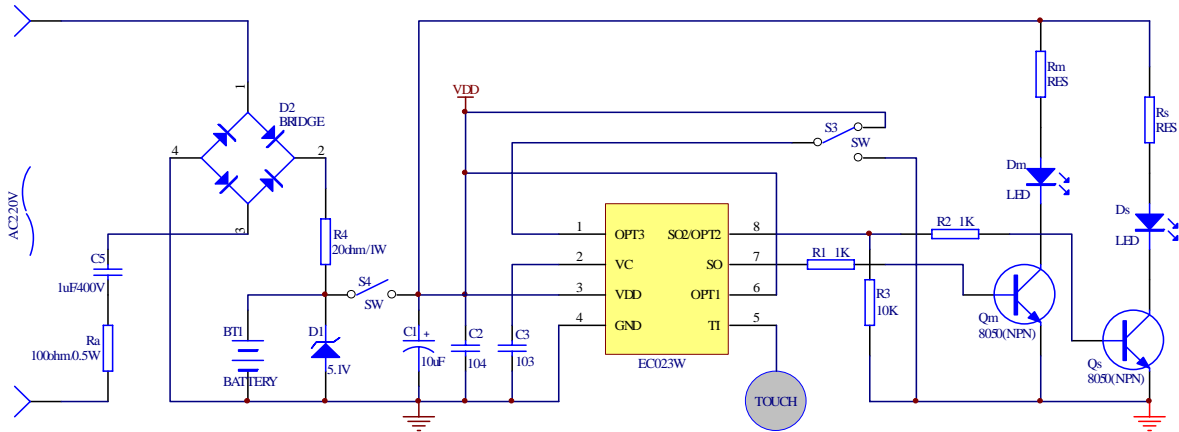 AC220V
1
D2
BRIDGE
4
2
3
C5
1uF400V
Ra
100ohm/0.5W
R4
20ohm/1W
S4
SW
BT1
BATTERY
D1
5.1V
C1
+
10uF
C2
104
C3
103
VDD
S3
SW
1
OPT3
2
VC
3
VDD
4
GND
SO2/OPT2
8
SO
7
OPT1
6
TI
5
EC023W
TOUCH
R1 1K
R2 1K
R3
10K
Rm
RES
Rs
RES
Dm
LED
Ds
LED
Qm
8050(NPN)
Qs
8050(NPN)